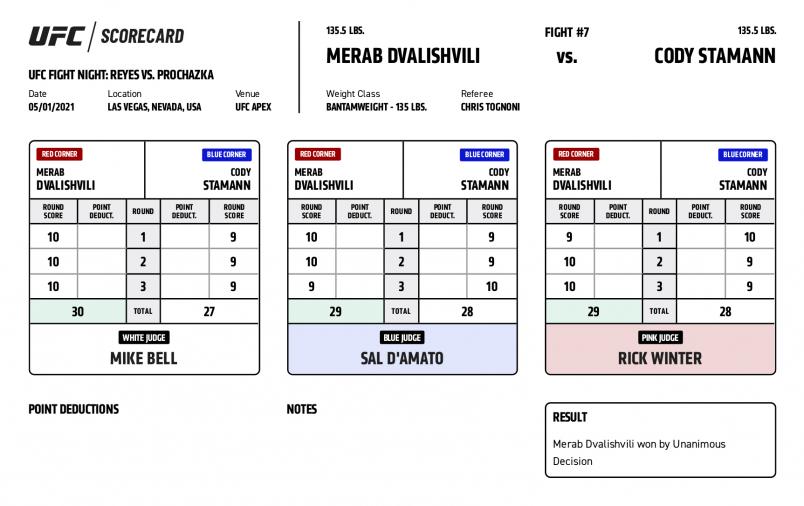 UFC / SCORECARD
UFC FIGHT NIGHT: REYES VS. PROCHAZKA
Date Location Venue
05/01/2021 LAS VEGAS, NEVADA, USA UFC APEX
135.5 LBS. FIGHT #7 135.5 LBS.
MERAB DVALISHVILI vs. CODY STAMANN
Weight Class Referee
BANTAMWEIGHT - 135 LBS. CHRIS TOGNONI
RED CORNER BLUE CORNER
MERAB CODY
DVALISHVILI STAMANN
ROUND SCORE POINT DEDUCT. ROUND POINT DEDUCT. ROUND SCORE
10 1 9
10 2 9
10 3 9
30 TOTAL 27
WHITE JUDGE
MIKE BELL
RED CORNER BLUE CORNER
MERAB CODY
DVALISHVILI STAMANN
ROUND SCORE POINT DEDUCT. ROUND POINT DEDUCT. ROUND SCORE
10 1 9
10 2 9
9 3 10
29 TOTAL 28
BLUE JUDGE
SAL D'AMATO
RED CORNER BLUE CORNER
MERAB CODY
DVALISHVILI STAMANN
ROUND SCORE POINT DEDUCT. ROUND POINT DEDUCT. ROUND SCORE
9 1 10
10 2 9
10 3 9
29 TOTAL 28
PINK JUDGE
RICK WINTER
POINT DEDUCTIONS
NOTES
RESULT
Merab Dvalishvili won by Unanimous
Decision